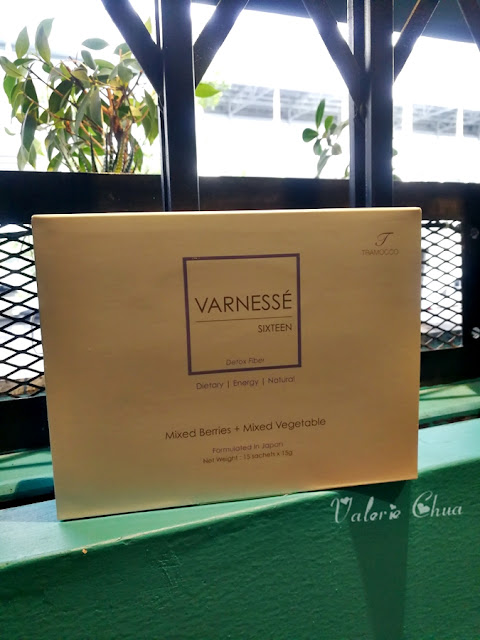 T
TRIMOCCO
VARNESSÉ
SIXTEEN
Detox Fiber
Dietary | Energy | Natural
Mixed Berries + Mixed Vegetable
Formulated in Japan
Net Weight : 15 sachets x 15g
Valerie Chua